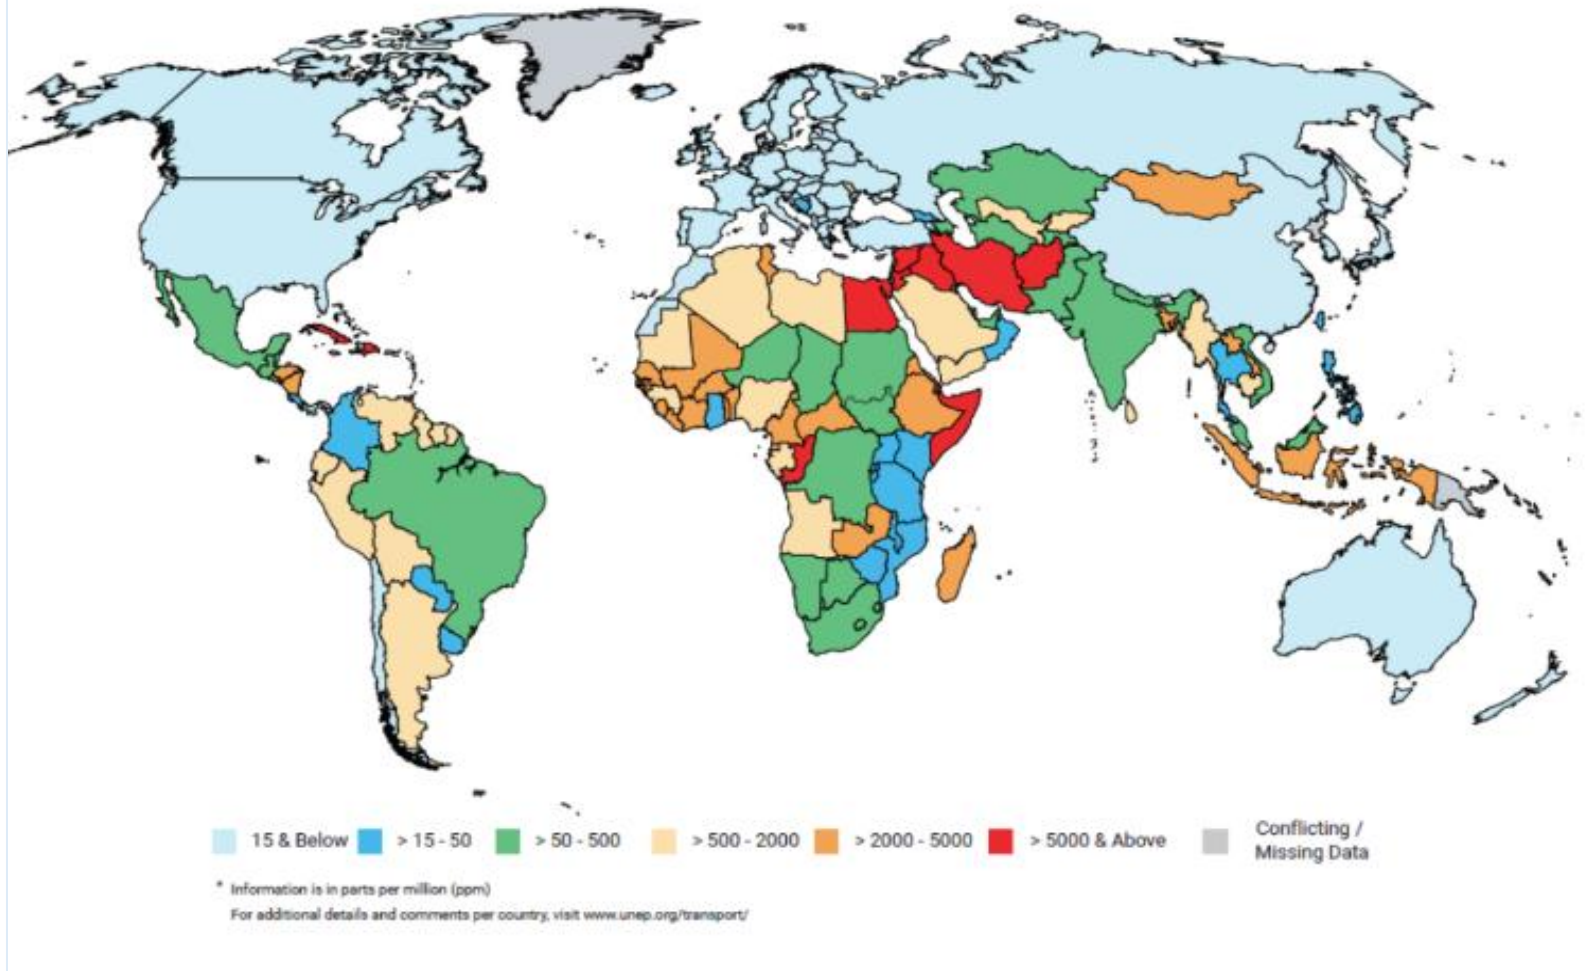 15 & Below > 15 - 50 > 50 - 500 > 500 - 2000 > 2000 - 5000 > 5000 & Above Conflicting /
Missing Data
* Information is in parts per million (ppm)
For additional details and comments per country, visit www.unep.org/transport/